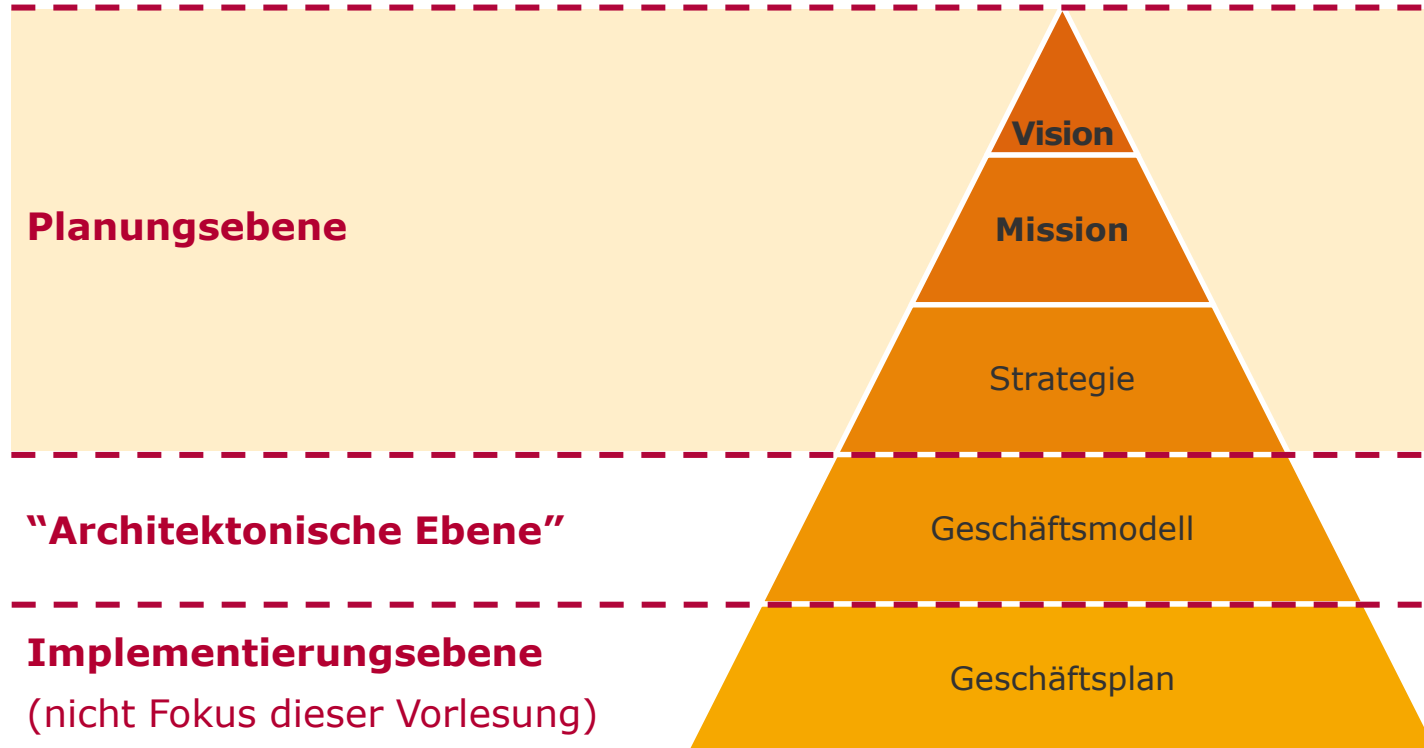 Vision
Planungsebene
Mission
Strategie
“Architektonische Ebene”
Geschäftsmodell
Implementierungsebene
(nicht Fokus dieser Vorlesung)
Geschäftsplan